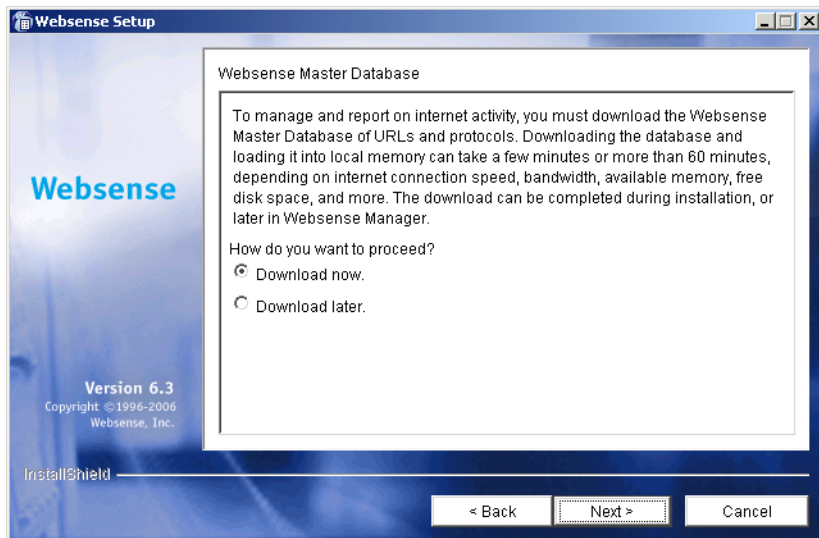 Websense Setup
Websense Master Database
To manage and report on internet activity, you must download the Websense
Master Database of URLs and protocols. Downloading the database and
loading it into local memory can take a few minutes or more than 60 minutes,
depending on internet connection speed, bandwidth, available memory, free
disk space, and more. The download can be completed during installation, or
later in Websense Manager.
How do you want to proceed?
Download now.
Download later.
Websense
Version 6.3
Copyright ©1996-2006
Websense, Inc.
InstallShield
< Back
Next >
Cancel